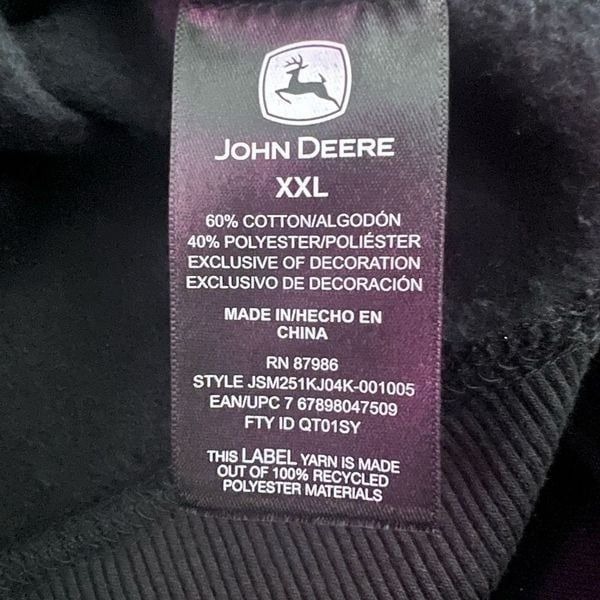 JOHN DEERE
XXL
60% COTTON/ALGODÓN
40% POLYESTER/POLIÉSTER
EXCLUSIVE OF DECORATION
EXCLUSIVO DE DECORACIÓN
MADE IN/HECHO EN
CHINA
RN 87986
STYLE JSM251KJ04K-001005
EAN/UPC 7 67898047509
FTY ID QT01SY
THIS LABEL YARN IS MADE
OUT OF 100% RECYCLED
POLYESTER MATERIALS